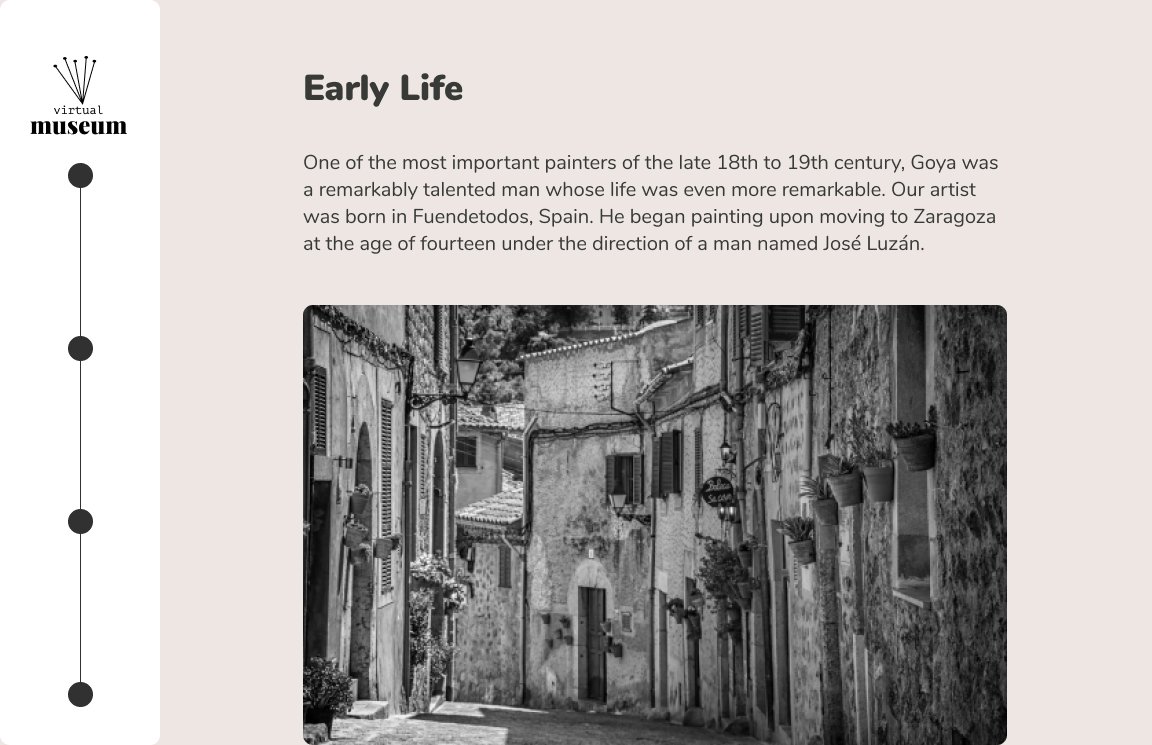 virtual
museum
Early Life
One of the most important painters of the late 18th to 19th century, Goya was
a remarkably talented man whose life was even more remarkable. Our artist
was born in Fuendetodos, Spain. He began painting upon moving to Zaragoza
at the age of fourteen under the direction of a man named José Luzán.